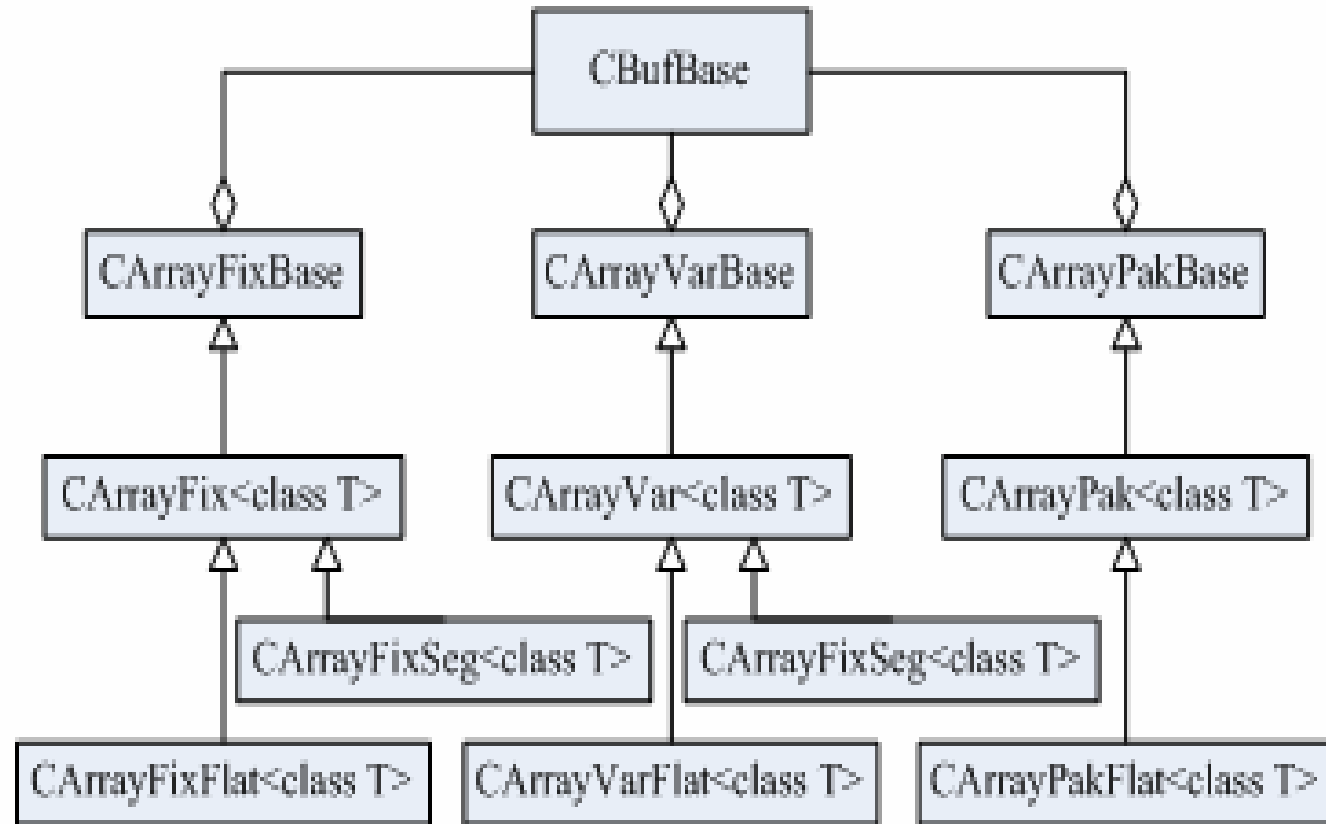 CBufBase
CArrayFixBase
CArrayVarBase
CArrayPakBase
CArrayFix<class T>
CArrayVar<class T>
CArrayPak<class T>
CArrayFixSeg<class T>
CArrayFixSeg<class T>
CArrayFixFlat<class T>
CArrayVarFlat<class T>
CArrayPakFlat<class T>